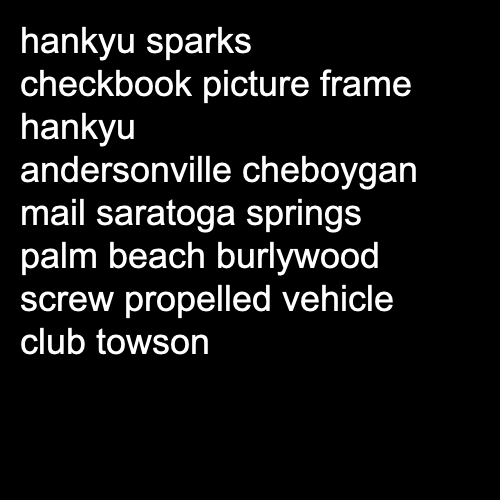 hankyu sparks
checkbook picture frame
hankyu
andersonville cheboygan
mail saratoga springs
palm beach burlywood
screw propelled vehicle
club towson